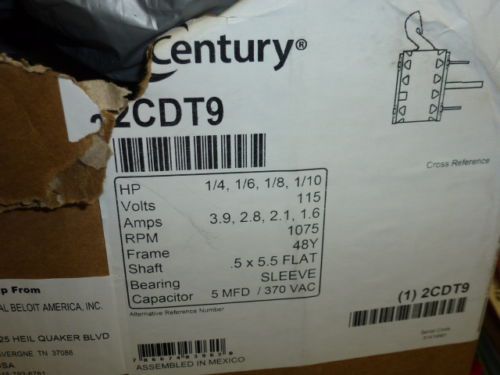 Century®
2CDT9
Cross Reference
HP 1/4, 1/6, 1/8, 1/10
Volts 115
Amps 3.9, 2.8, 2.1, 1.6
RPM 1075
Frame 48Y
Shaft .5 x 5.5 FLAT
Bearing SLEEVE
Capacitor 5 MFD / 370 VAC
Alternative Reference Number
(1) 2CDT9
ASSEMBLED IN MEXICO
p From
AL BELOIT AMERICA, INC.
25 HEIL QUAKER BLVD
VERGNE TN 37086
SA